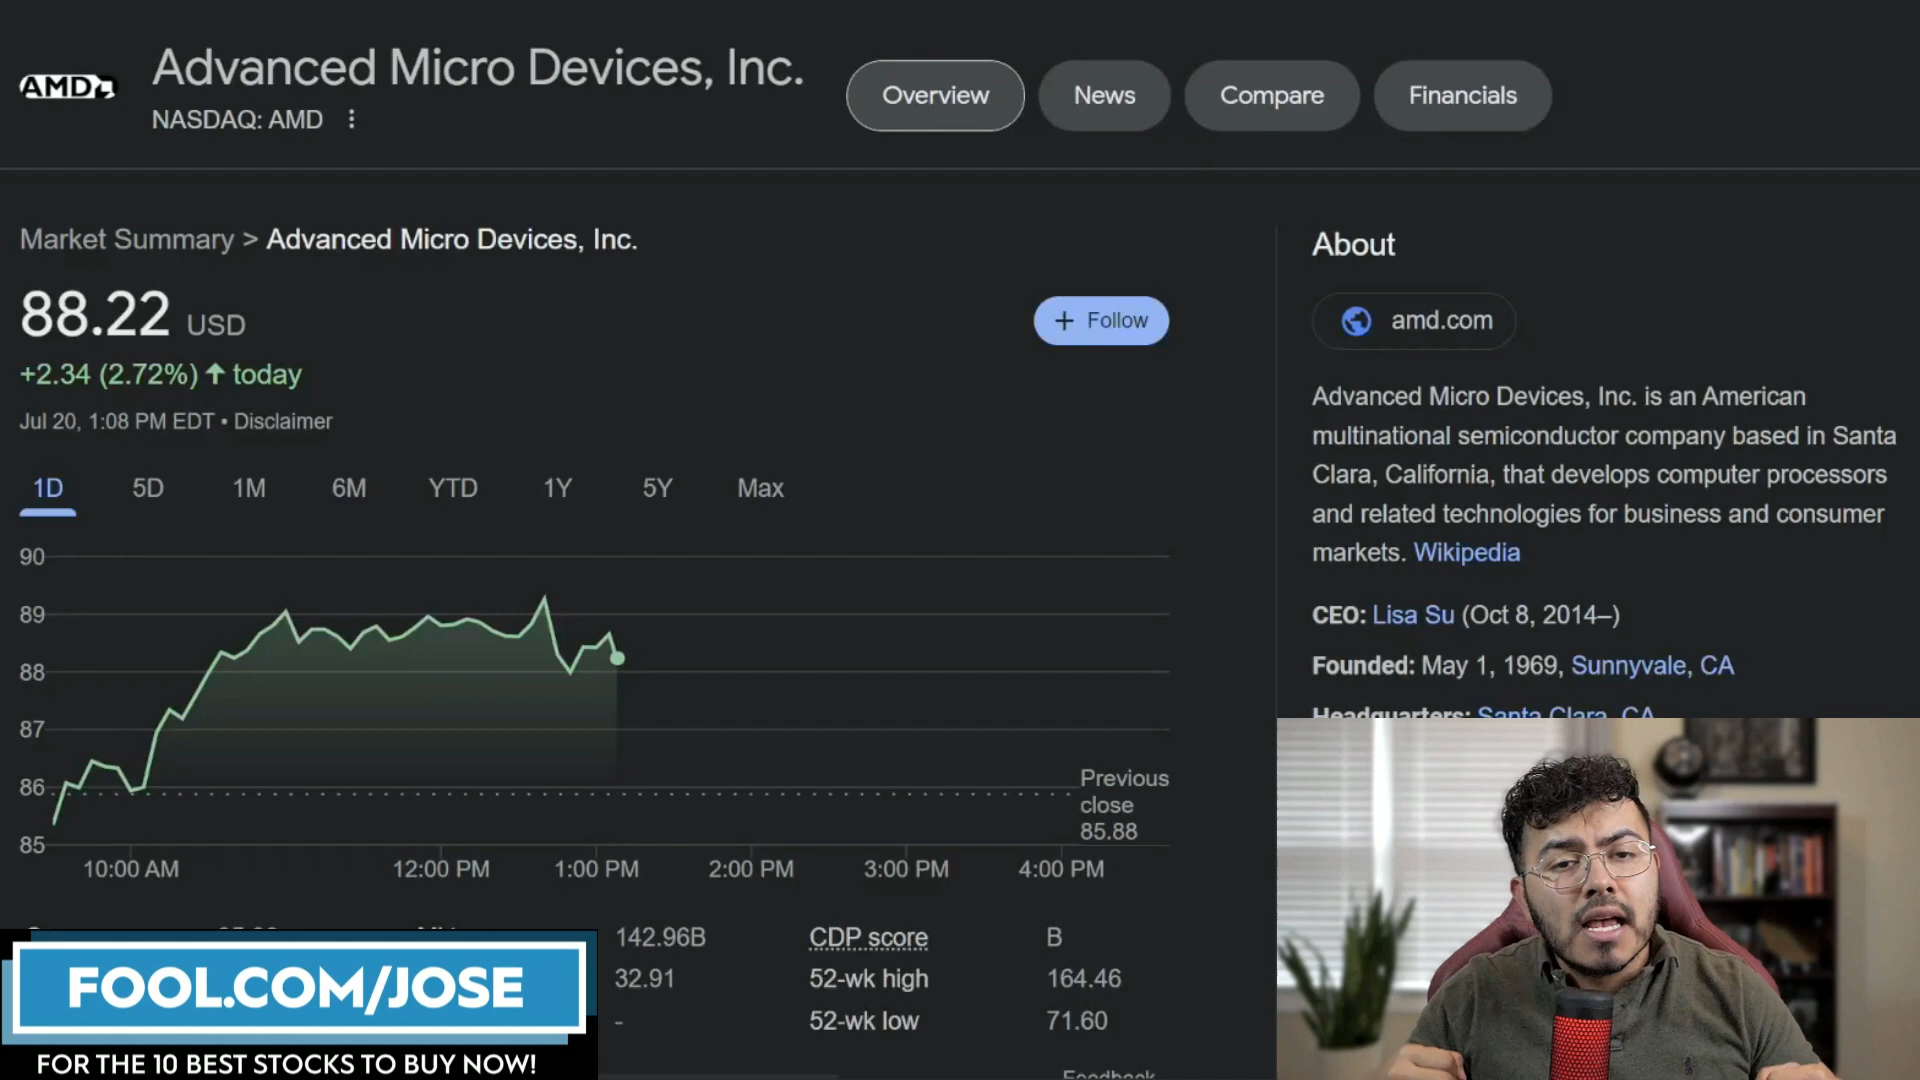 AMD
Advanced Micro Devices, Inc.
NASDAQ: AMD
Overview
News
Compare
Financials
Market Summary > Advanced Micro Devices, Inc.
88.22 USD
+ Follow
+2.34 (2.72%) ↑ today
Jul 20, 1:08 PM EDT • Disclaimer
1D 5D 1M 6M YTD 1Y 5Y Max
90
89
88
87
86
85
Previous
close
85.88
10:00 AM 12:00 PM 1:00 PM 2:00 PM 3:00 PM 4:00 PM
142.96B CDP score B
32.91 52-wk high 164.46
- 52-wk low 71.60
Feedback
About
amd.com
Advanced Micro Devices, Inc. is an American
multinational semiconductor company based in Santa
Clara, California, that develops computer processors
and related technologies for business and consumer
markets. Wikipedia
CEO: Lisa Su (Oct 8, 2014–)
Founded: May 1, 1969, Sunnyvale, CA
Headquarters: Santa Clara, CA
FOOL.COM/JOSE
FOR THE 10 BEST STOCKS TO BUY NOW!